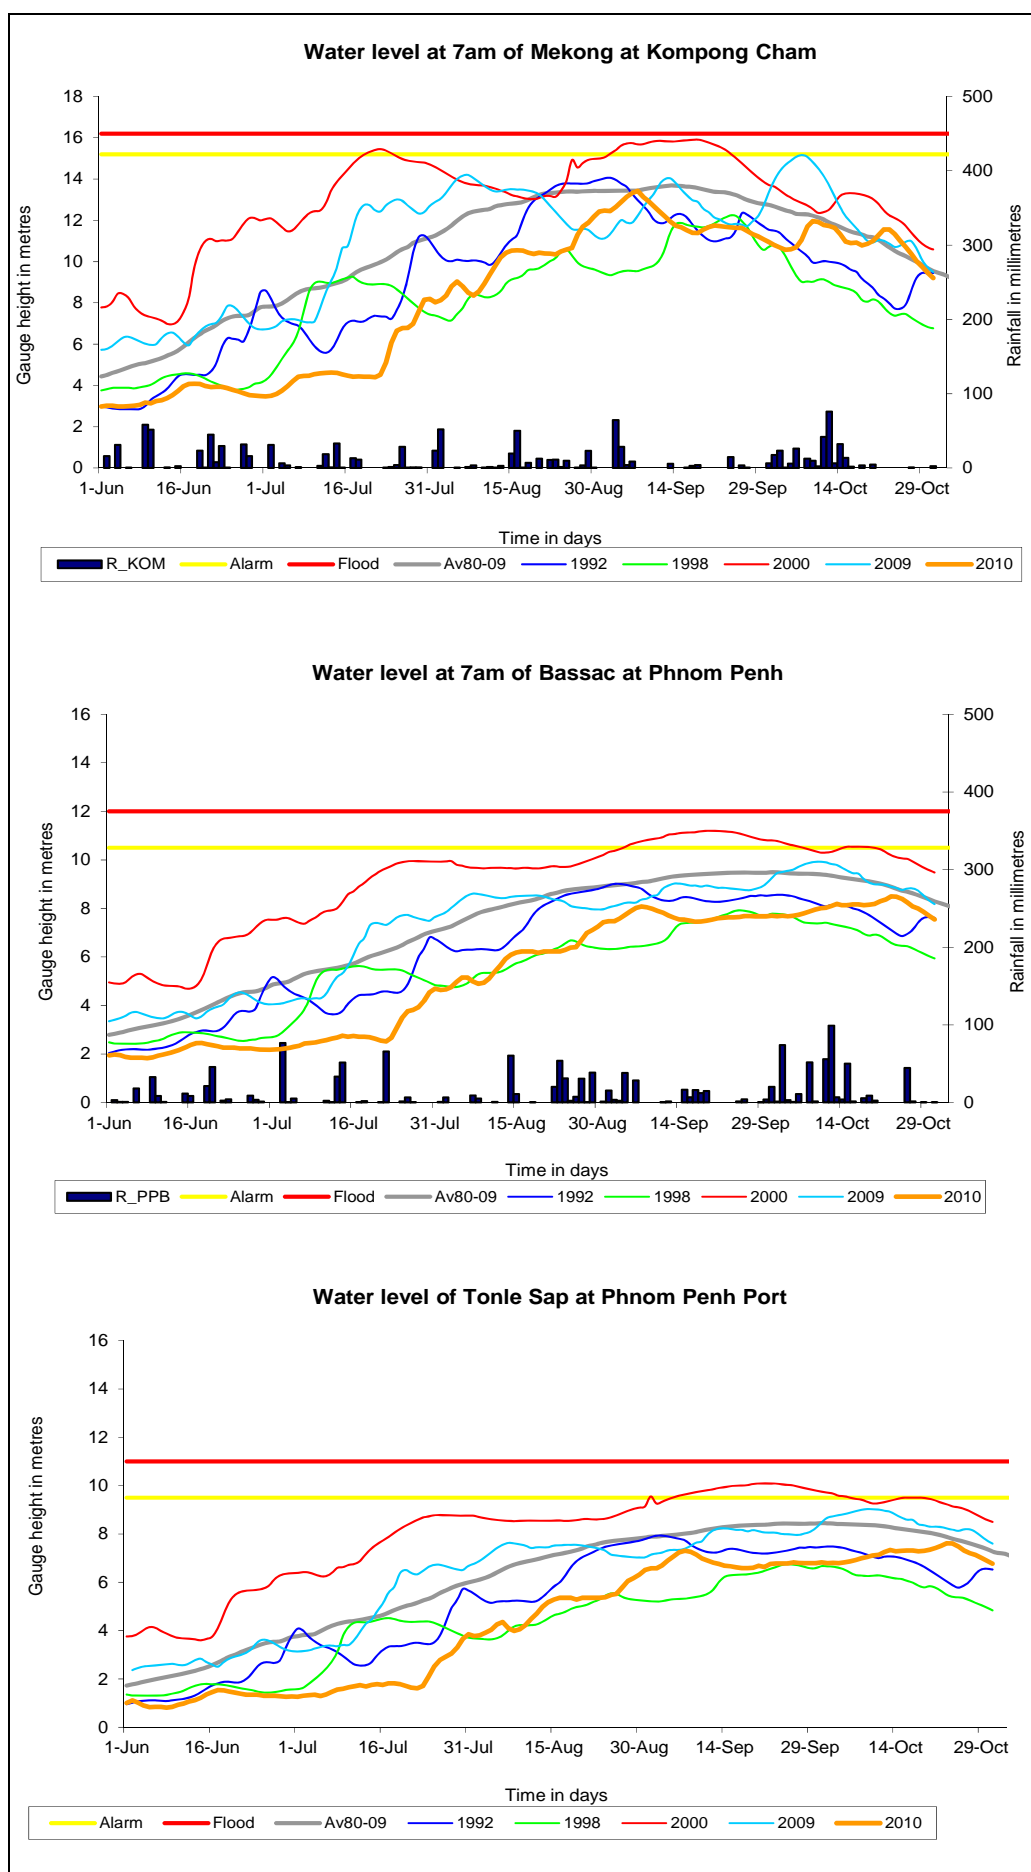 Water level at 7am of Mekong at Kompong Cham
18 500
16
400
14
12
300
10
8
200
6
4
100
2
0 0
1-Jun 16-Jun 1-Jul 16-Jul 31-Jul 15-Aug 30-Aug 14-Sep 29-Sep 14-Oct 29-Oct
Gauge height in metres
Rainfall in millimetres
Time in days
R_KOM Alarm Flood Av80-09 1992 1998 2000 2009 2010
Water level at 7am of Bassac at Phnom Penh
16 500
14
400
12
10
300
8
200
6
4
100
2
0 0
1-Jun 16-Jun 1-Jul 16-Jul 31-Jul 15-Aug 30-Aug 14-Sep 29-Sep 14-Oct 29-Oct
Gauge height in metres
Rainfall in millimetres
Time in days
R_PPB Alarm Flood Av80-09 1992 1998 2000 2009 2010
Water level of Tonle Sap at Phnom Penh Port
16
14
12
10
8
6
4
2
0
1-Jun 16-Jun 1-Jul 16-Jul 31-Jul 15-Aug 30-Aug 14-Sep 29-Sep 14-Oct 29-Oct
Gauge height in metres
Time in days
Alarm Flood Av80-09 1992 1998 2000 2009 2010